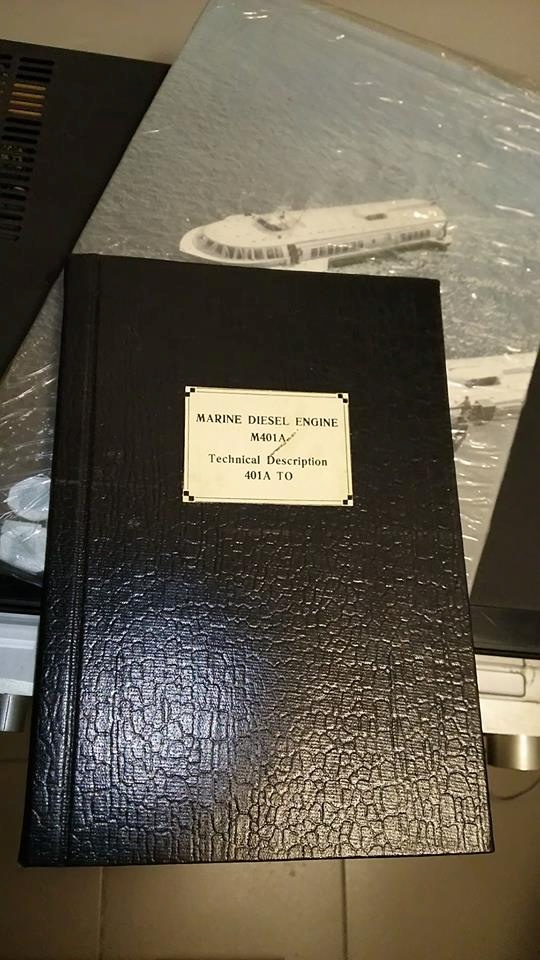 MARINE DIESEL ENGINE
M401A
Technical Description
401A TO